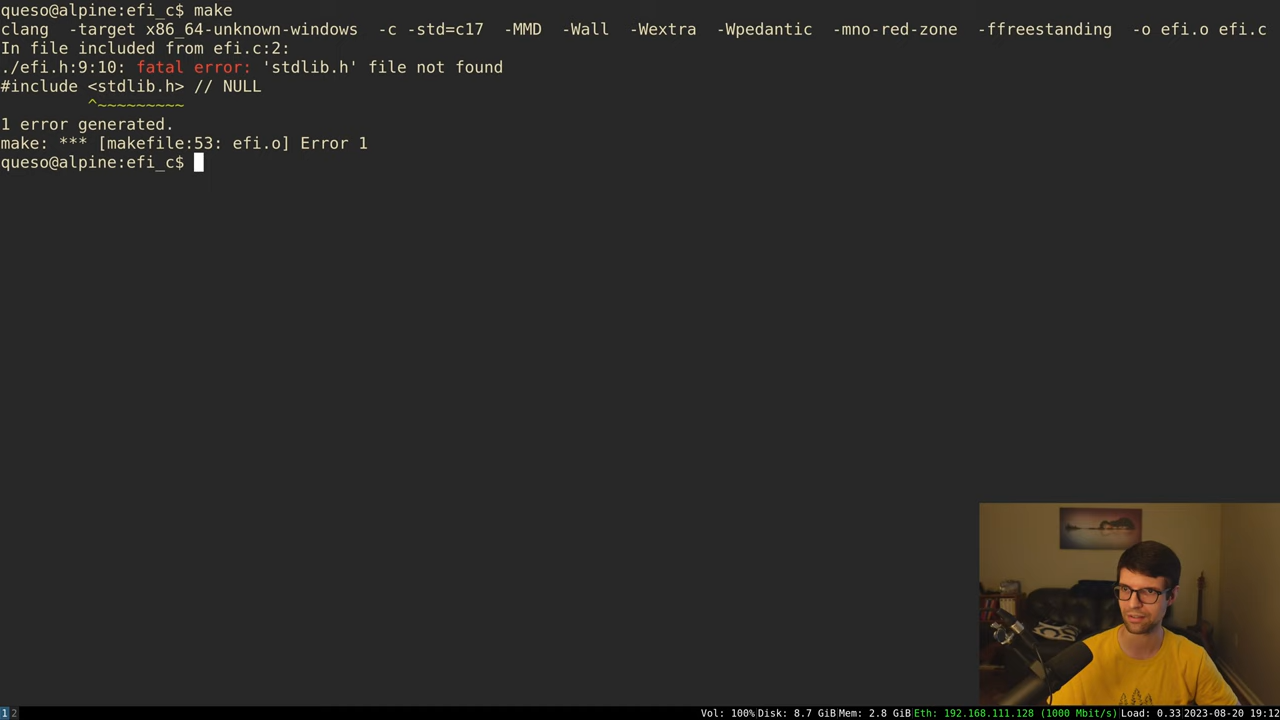 queso@alpine:efi_c$ make
clang  -target x86_64-unknown-windows  -c -std=c17  -MMD  -Wall  -Wextra  -Wpedantic  -mno-red-zone  -ffreestanding  -o efi.o efi.c
In file included from efi.c:2:
./efi.h:9:10: fatal error: 'stdlib.h' file not found
#include <stdlib.h> // NULL
         ^~~~~~~~~~
1 error generated.
make: *** [makefile:53: efi.o] Error 1
queso@alpine:efi_c$
1 2 Vol: 100% Disk: 8.7 GiB Mem: 2.8 GiB Eth: 192.168.111.128 (1000 Mbit/s) Load: 0.33 2023-08-20 19:12